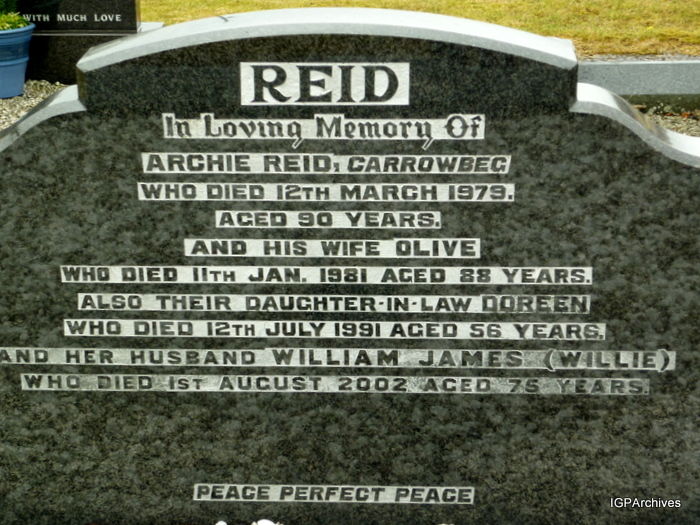 WITH MUCH LOVE
REID
In Loving Memory Of
ARCHIE REID, CARROWBEG
WHO DIED 12TH MARCH 1979.
AGED 90 YEARS.
AND HIS WIFE OLIVE
WHO DIED 11TH JAN. 1981 AGED 88 YEARS.
ALSO THEIR DAUGHTER-IN-LAW DOREEN
WHO DIED 12TH JULY 1991 AGED 56 YEARS.
AND HER HUSBAND WILLIAM JAMES (WILLIE)
WHO DIED 1ST AUGUST 2002 AGED 75 YEARS.
PEACE PERFECT PEACE
IGPArchives